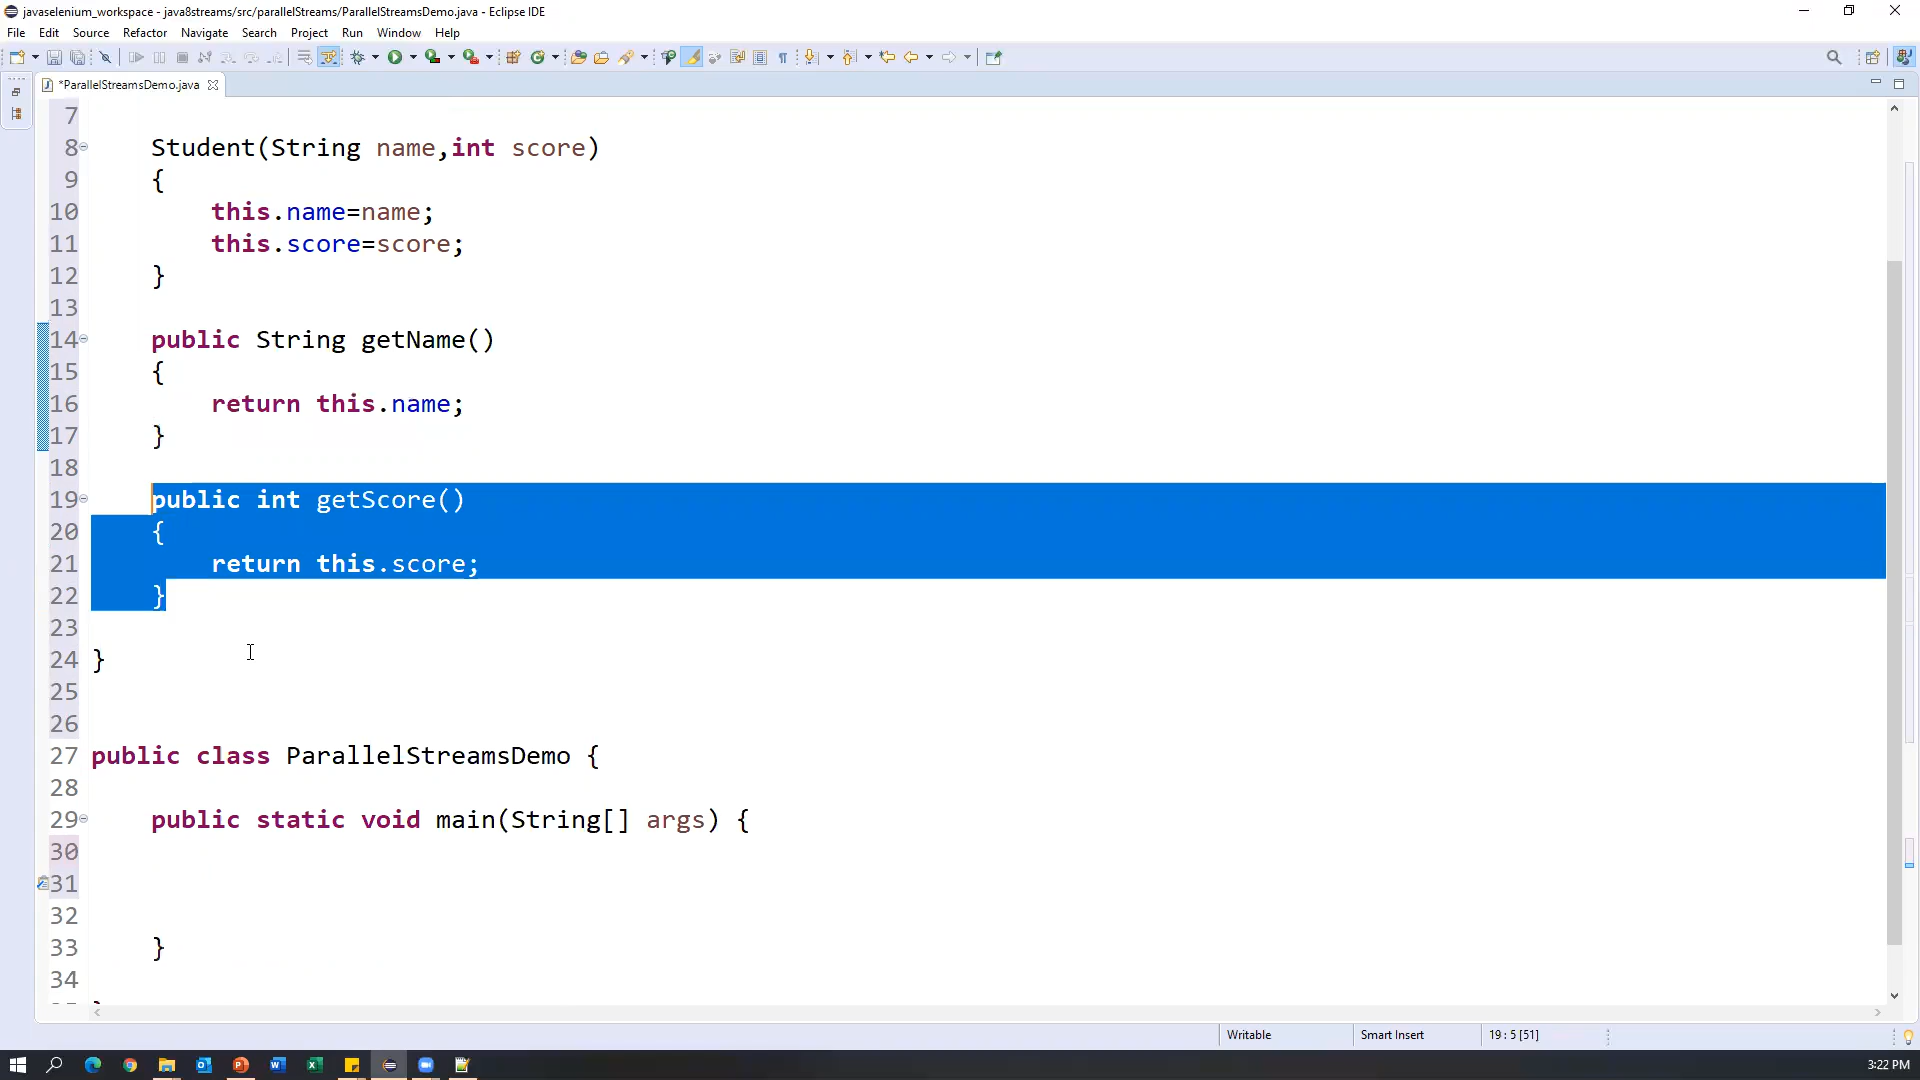 javaselenium_workspace - java8streams/src/parallelStreams/ParallelStreamsDemo.java - Eclipse IDE
File Edit Source Refactor Navigate Search Project Run Window Help
*ParallelStreamsDemo.java
7
8 Student(String name,int score)
9 {
10 this.name=name;
11 this.score=score;
12 }
13
14 public String getName()
15 {
16 return this.name;
17 }
18
19 public int getScore()
20 {
21 return this.score;
22 }
23
24 }
25
26
27 public class ParallelStreamsDemo {
28
29 public static void main(String[] args) {
30
31
32
33 }
34
Writable Smart Insert 19 : 5 [51]
3:22 PM